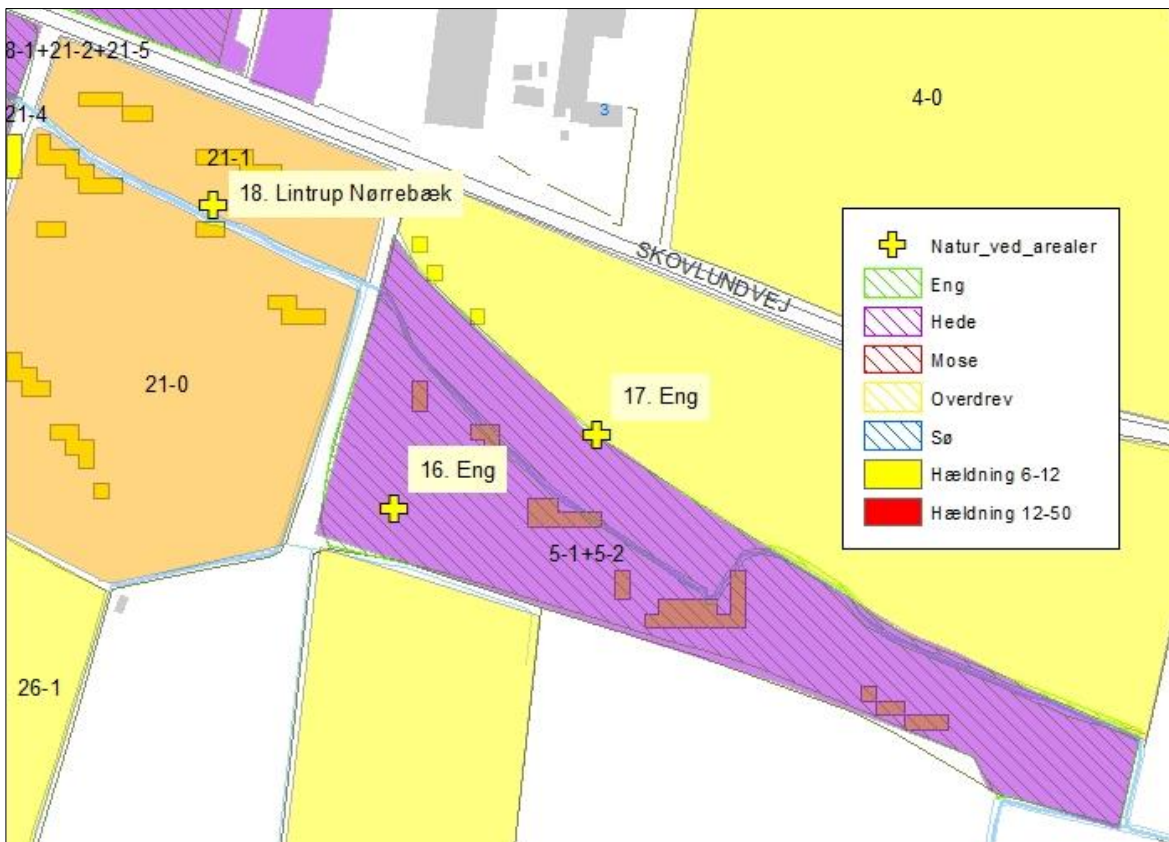 8-1+21-2+21-5
21-4
21-1
18. Lintrup Nørrebæk
3
4-0
SKOVLUNDVEJ
21-0
17. Eng
16. Eng
5-1+5-2
26-1
Natur_ved_arealer
Eng
Hede
Mose
Overdrev
Sø
Hældning 6-12
Hældning 12-50